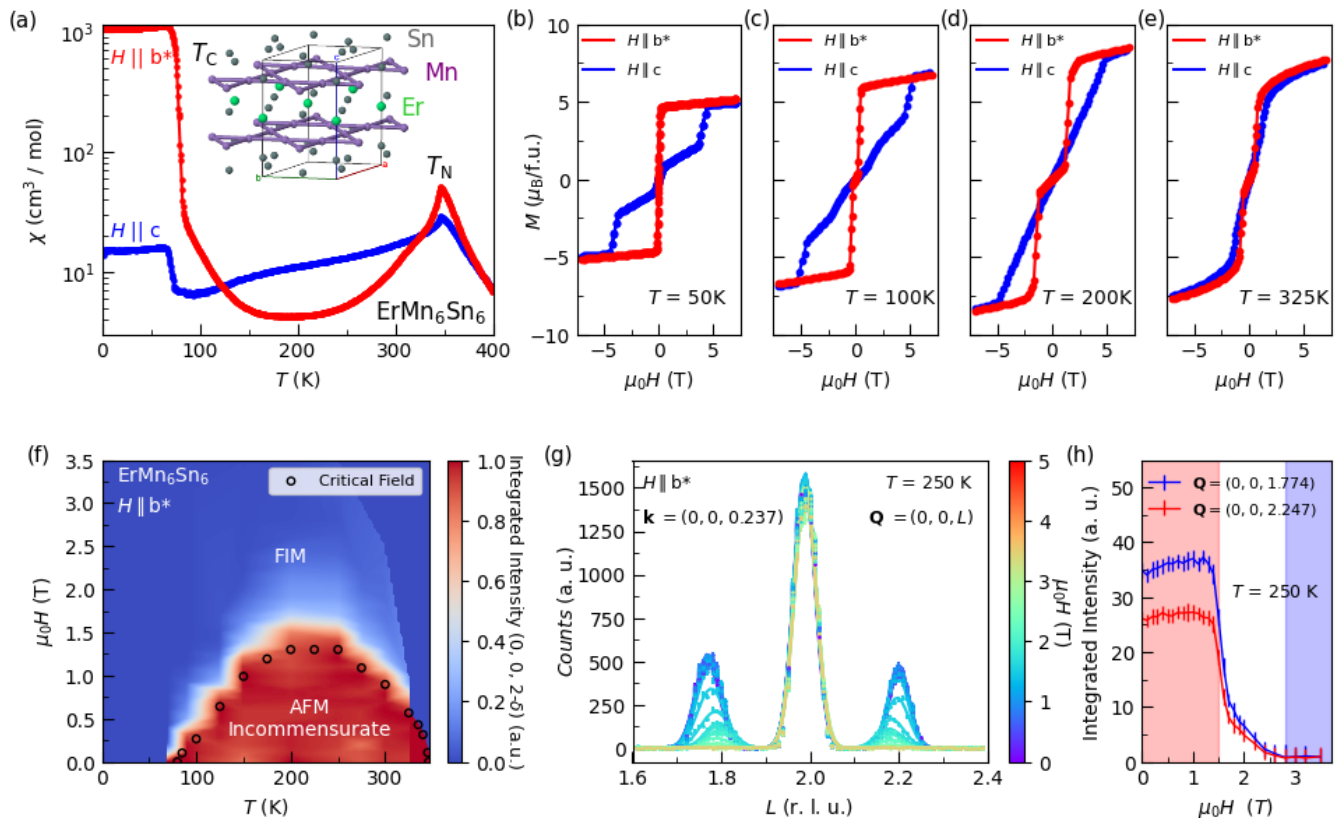 (a)
10³
10²
10¹
χ (cm³ / mol)
H || b*
H || c
T_C
T_N
Sn
Mn
Er
c
b
a
ErMn₆Sn₆
0 100 200 300 400
T (K)
(b)
H ∥ b*
H ∥ c
10
5
0
−5
−10
M (μ_B/f.u.)
T = 50K
−5 0 5
μ₀H (T)
(c)
H ∥ b*
H ∥ c
T = 100K
−5 0 5
μ₀H (T)
(d)
H ∥ b*
H ∥ c
T = 200K
−5 0 5
μ₀H (T)
(e)
H ∥ b*
H ∥ c
T = 325K
−5 0 5
μ₀H (T)
(f)
3.5
3.0
2.5
2.0
1.5
1.0
0.5
0.0
μ₀H (T)
ErMn₆Sn₆
H ∥ b*
Critical Field
FIM
AFM
Incommensurate
0 100 200 300
T (K)
1.0
0.8
0.6
0.4
0.2
0.0
Integrated Intensity (0, 0, 2-δ) (a.u.)
(g)
1500
1250
1000
750
500
250
0
Counts (a. u.)
H ∥ b*
T = 250 K
k = (0, 0, 0.237)
Q = (0, 0, L)
1.6 1.8 2.0 2.2 2.4
L (r. l. u.)
5
4
3
2
1
0
μ₀H (T)
(h)
50
40
30
20
10
0
Integrated Intensity (a. u.)
Q = (0, 0, 1.774)
Q = (0, 0, 2.247)
T = 250 K
0 1 2 3
μ₀H (T)